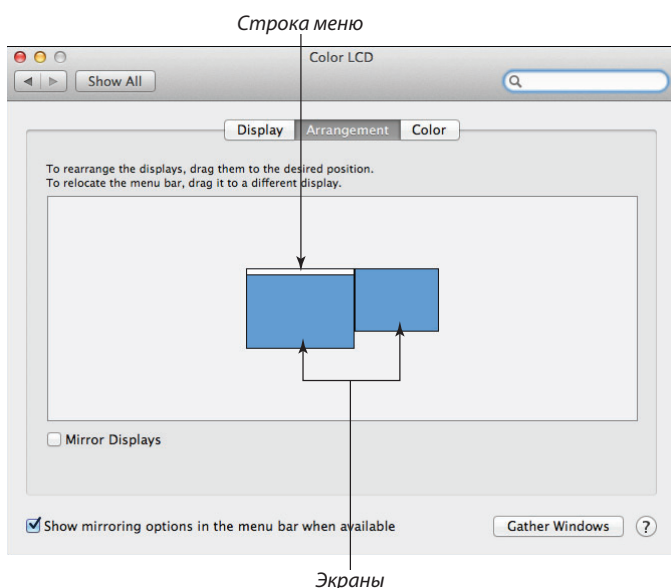 Строка меню
Color LCD
Show All
Display Arrangement Color
To rearrange the displays, drag them to the desired position.
To relocate the menu bar, drag it to a different display.
Mirror Displays
Show mirroring options in the menu bar when available
Gather Windows ?
Экраны